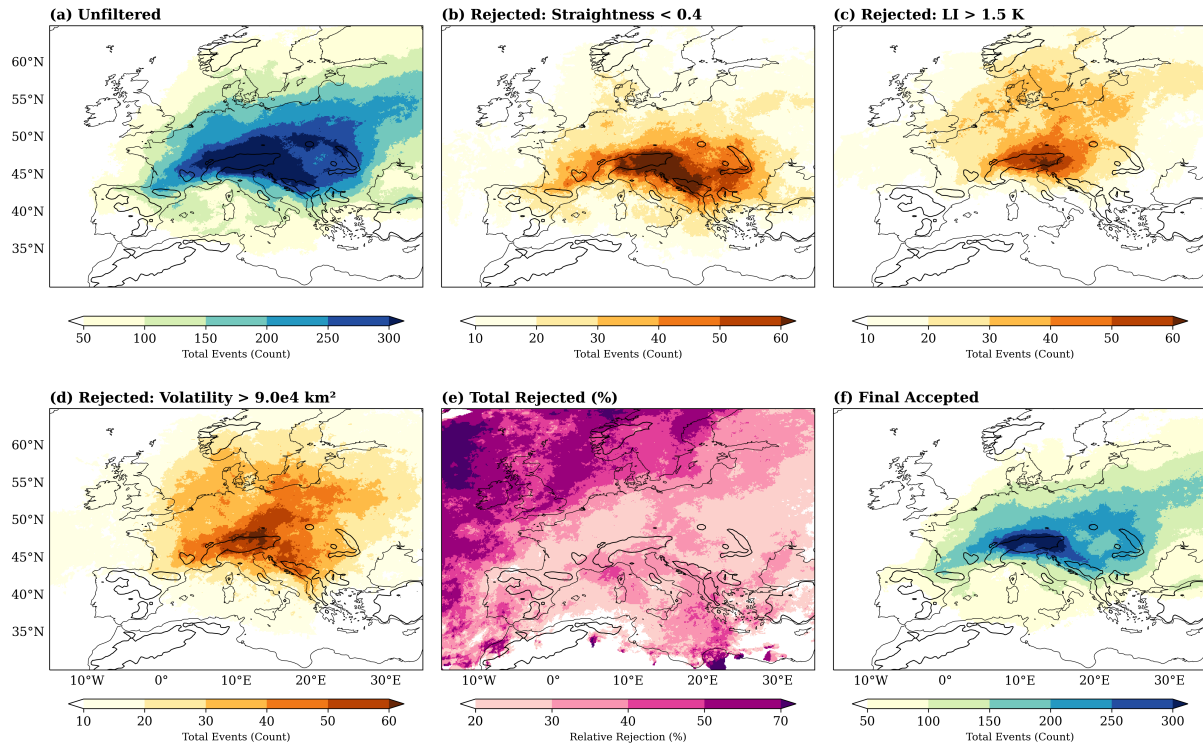 (a) Unfiltered
(b) Rejected: Straightness < 0.4
(c) Rejected: LI > 1.5 K
60°N
55°N
50°N
45°N
40°N
35°N
50 100 150 200 250 300
Total Events (Count)
10 20 30 40 50 60
Total Events (Count)
10 20 30 40 50 60
Total Events (Count)
(d) Rejected: Volatility > 9.0e4 km²
(e) Total Rejected (%)
(f) Final Accepted
60°N
55°N
50°N
45°N
40°N
35°N
10°W 0° 10°E 20°E 30°E
10°W 0° 10°E 20°E 30°E
10°W 0° 10°E 20°E 30°E
10 20 30 40 50 60
Total Events (Count)
20 30 40 50 70
Relative Rejection (%)
50 100 150 200 250 300
Total Events (Count)